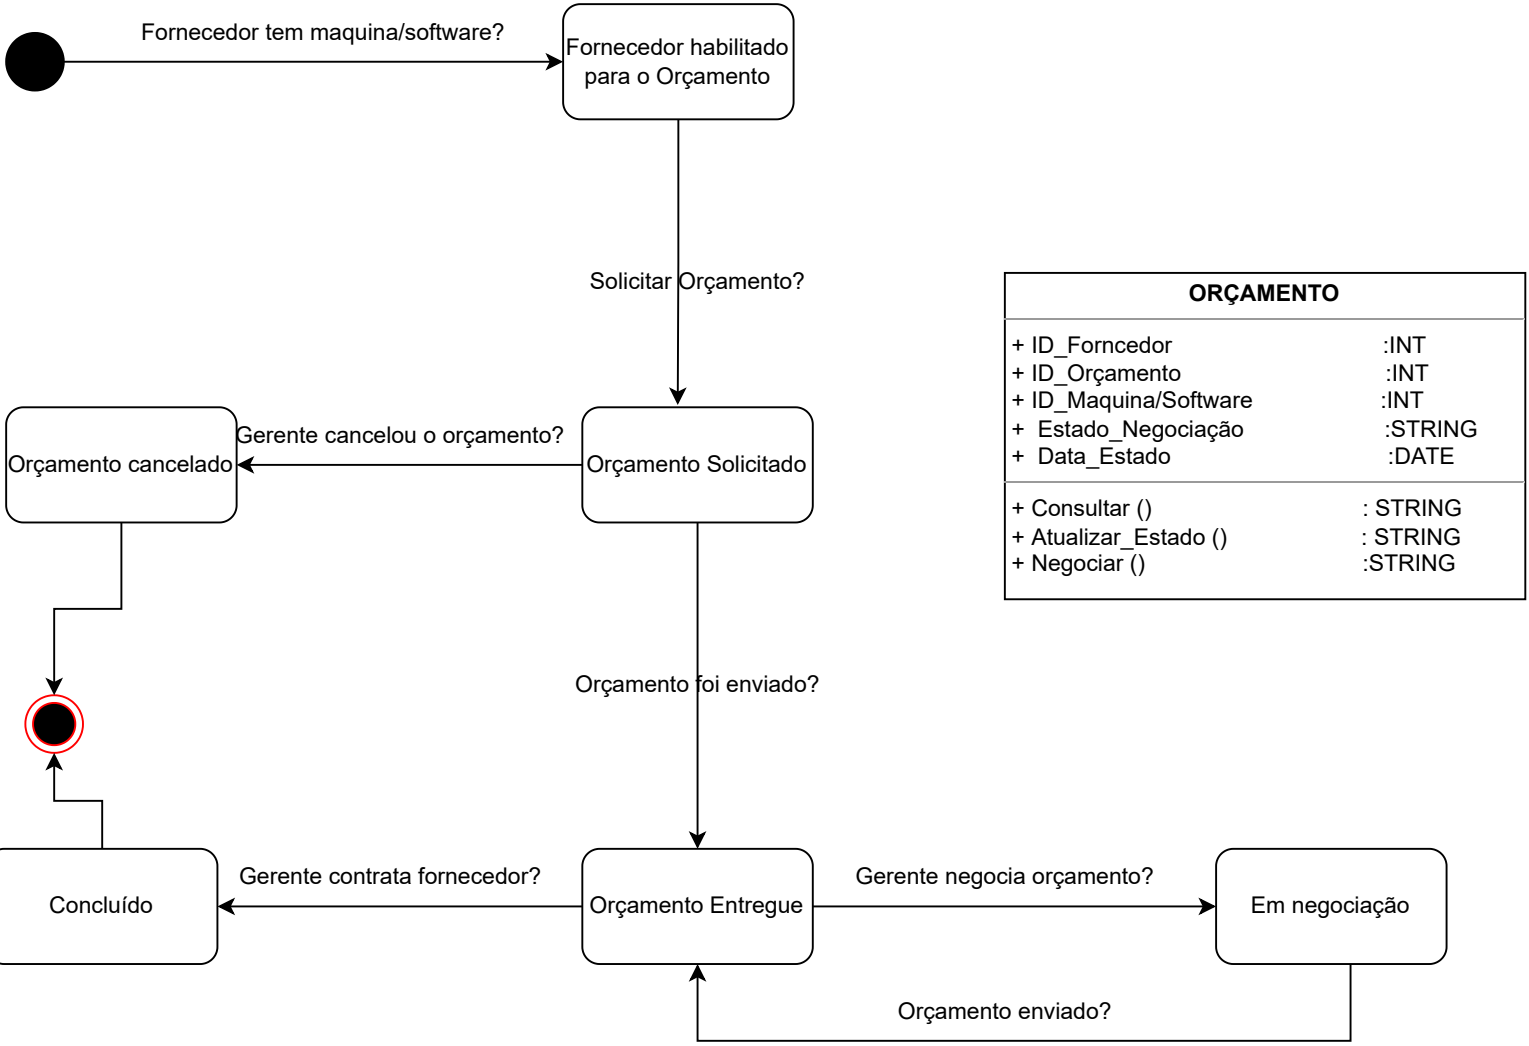 Fornecedor tem maquina/software?
Fornecedor habilitado
para o Orçamento
Solicitar Orçamento?
ORÇAMENTO
+ ID_Forncedor :INT
+ ID_Orçamento :INT
+ ID_Maquina/Software :INT
+ Estado_Negociação :STRING
+ Data_Estado :DATE
+ Consultar () : STRING
+ Atualizar_Estado () : STRING
+ Negociar () :STRING
Orçamento cancelado
Gerente cancelou o orçamento?
Orçamento Solicitado
Orçamento foi enviado?
Concluído
Gerente contrata fornecedor?
Orçamento Entregue
Gerente negocia orçamento?
Em negociação
Orçamento enviado?